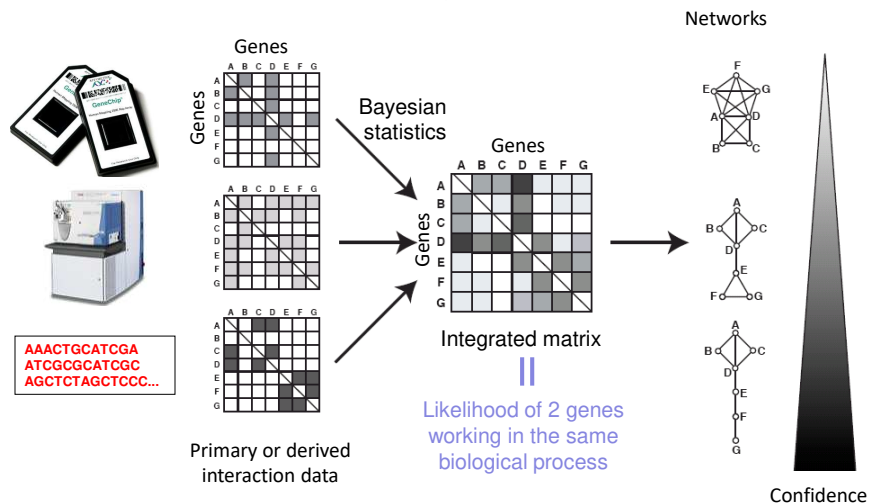 Networks
Genes
A B C D E F G
Genes
A
B
C
D
E
F
G
GeneChip
GeneChip
A B C D E F G
A
B
C
D
E
F
G
AAACTGCATCGA
ATCGCGCATCGC
AGCTCTAGCTCCC...
A B C D E F G
A
B
C
D
E
F
G
Primary or derived
interaction data
Bayesian
statistics
Genes
A B C D E F G
Genes
A
B
C
D
E
F
G
Integrated matrix
Likelihood of 2 genes
working in the same
biological process
F
E G
A D
B C
A
B C
D
E
F G
A
B C
D
E
F
G
Confidence